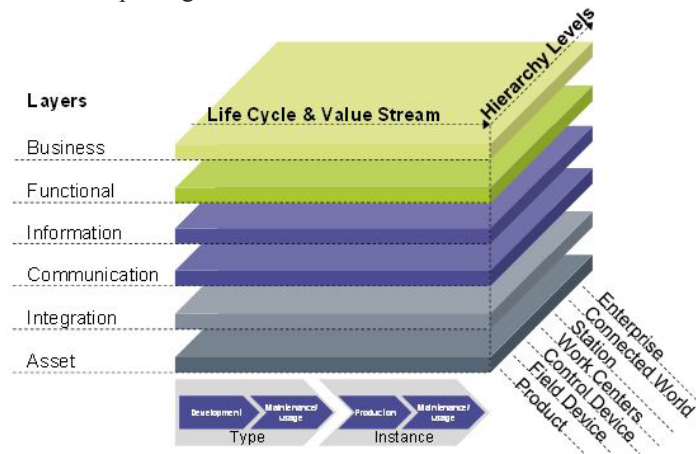 Hierarchy Levels
Layers
Life Cycle & Value Stream
Business
Functional
Information
Communication
Integration
Asset
Enterprise
Connected World
Station
Work Centers
Control Device
Field Device
Product
Development
Maintenance/
usage
Production
Maintenance/
usage
Type
Instance